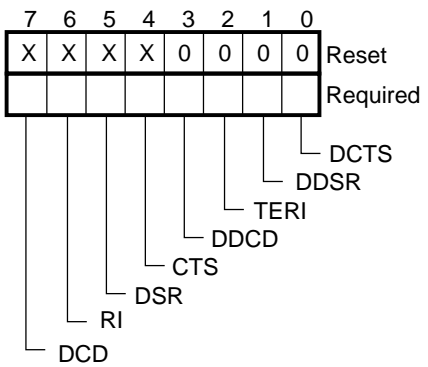 7 6 5 4 3 2 1 0
X X X X 0 0 0 0 Reset
Required
DCTS
DDSR
TERI
DDCD
CTS
DSR
RI
DCD